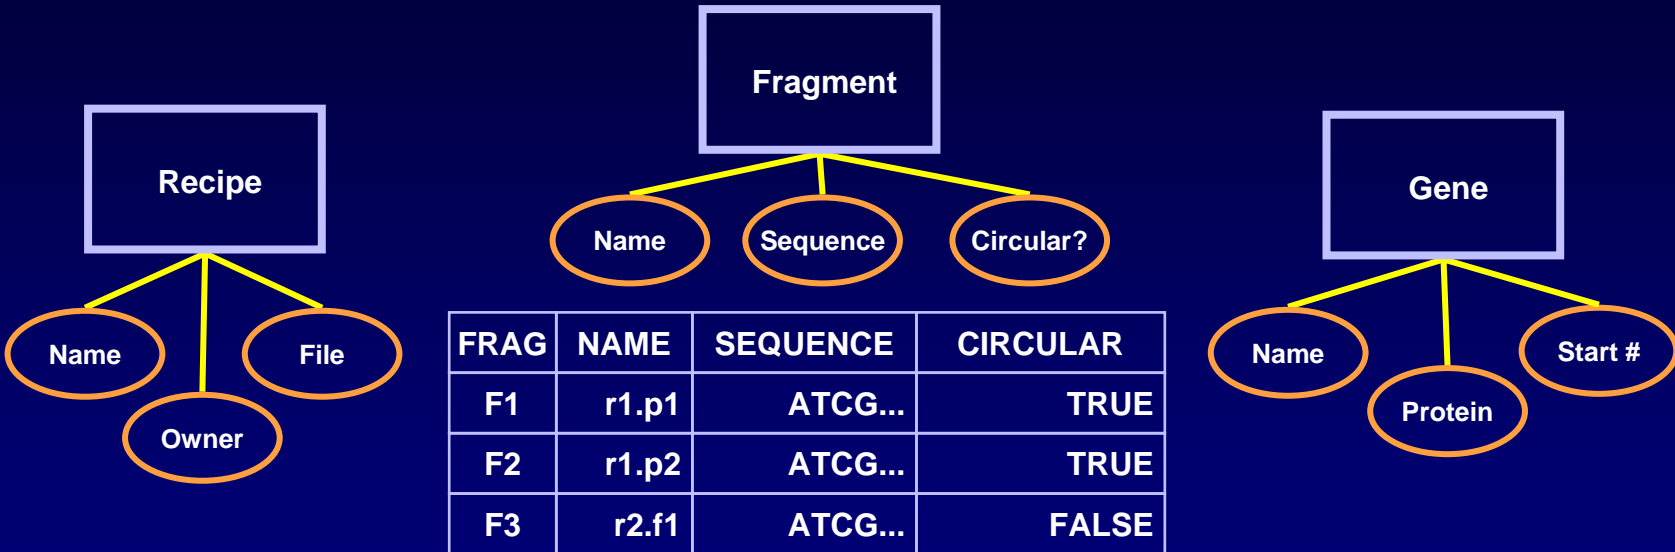 Fragment
Name Sequence Circular?
Recipe
Name File
Owner
Gene
Name Start #
Protein
FRAG NAME SEQUENCE CIRCULAR
F1 r1.p1 ATCG... TRUE
F2 r1.p2 ATCG... TRUE
F3 r2.f1 ATCG... FALSE